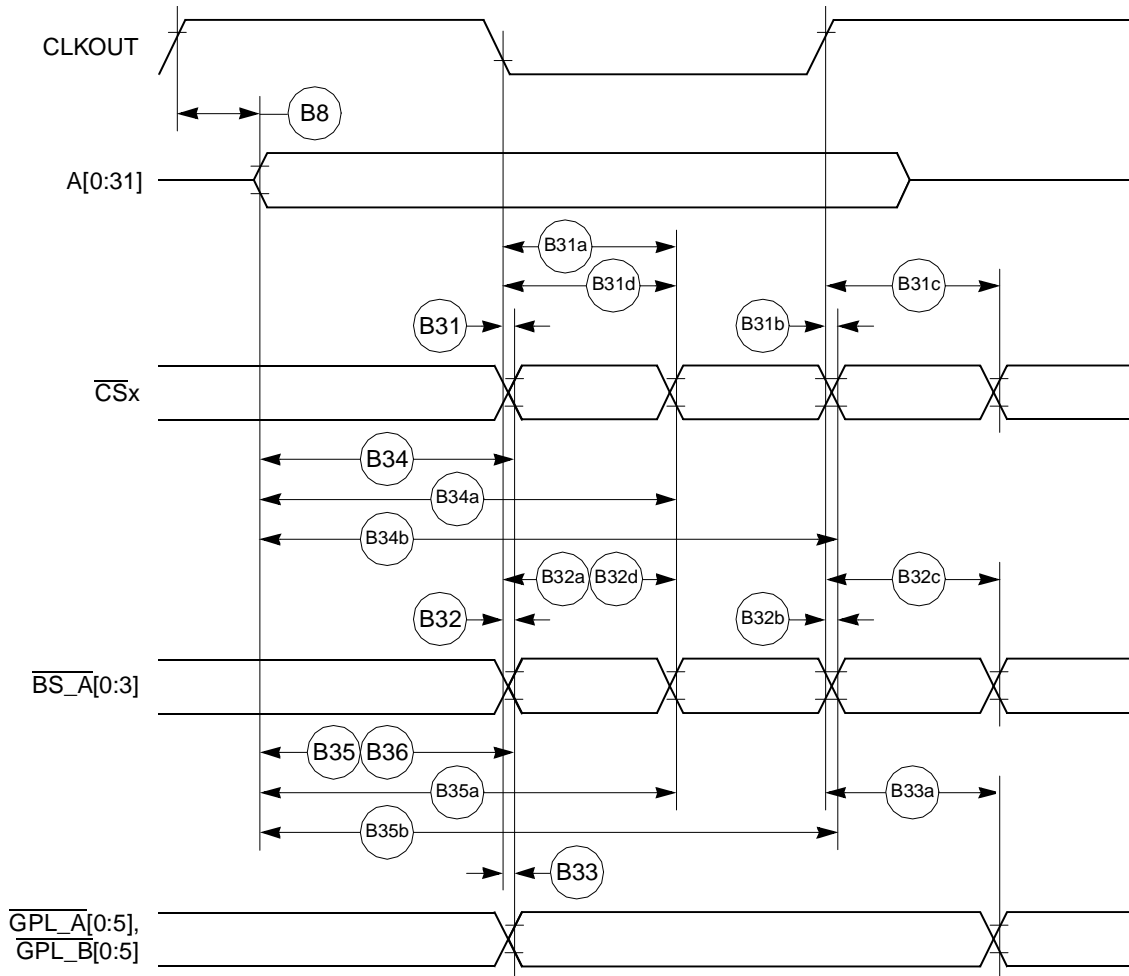 CLKOUT
B8
A[0:31]
B31a
B31d
B31c
B31
B31b
CSx
B34
B34a
B34b
B32a B32d
B32c
B32
B32b
BS_A[0:3]
B35 B36
B35a
B33a
B35b
B33
GPL_A[0:5],
GPL_B[0:5]